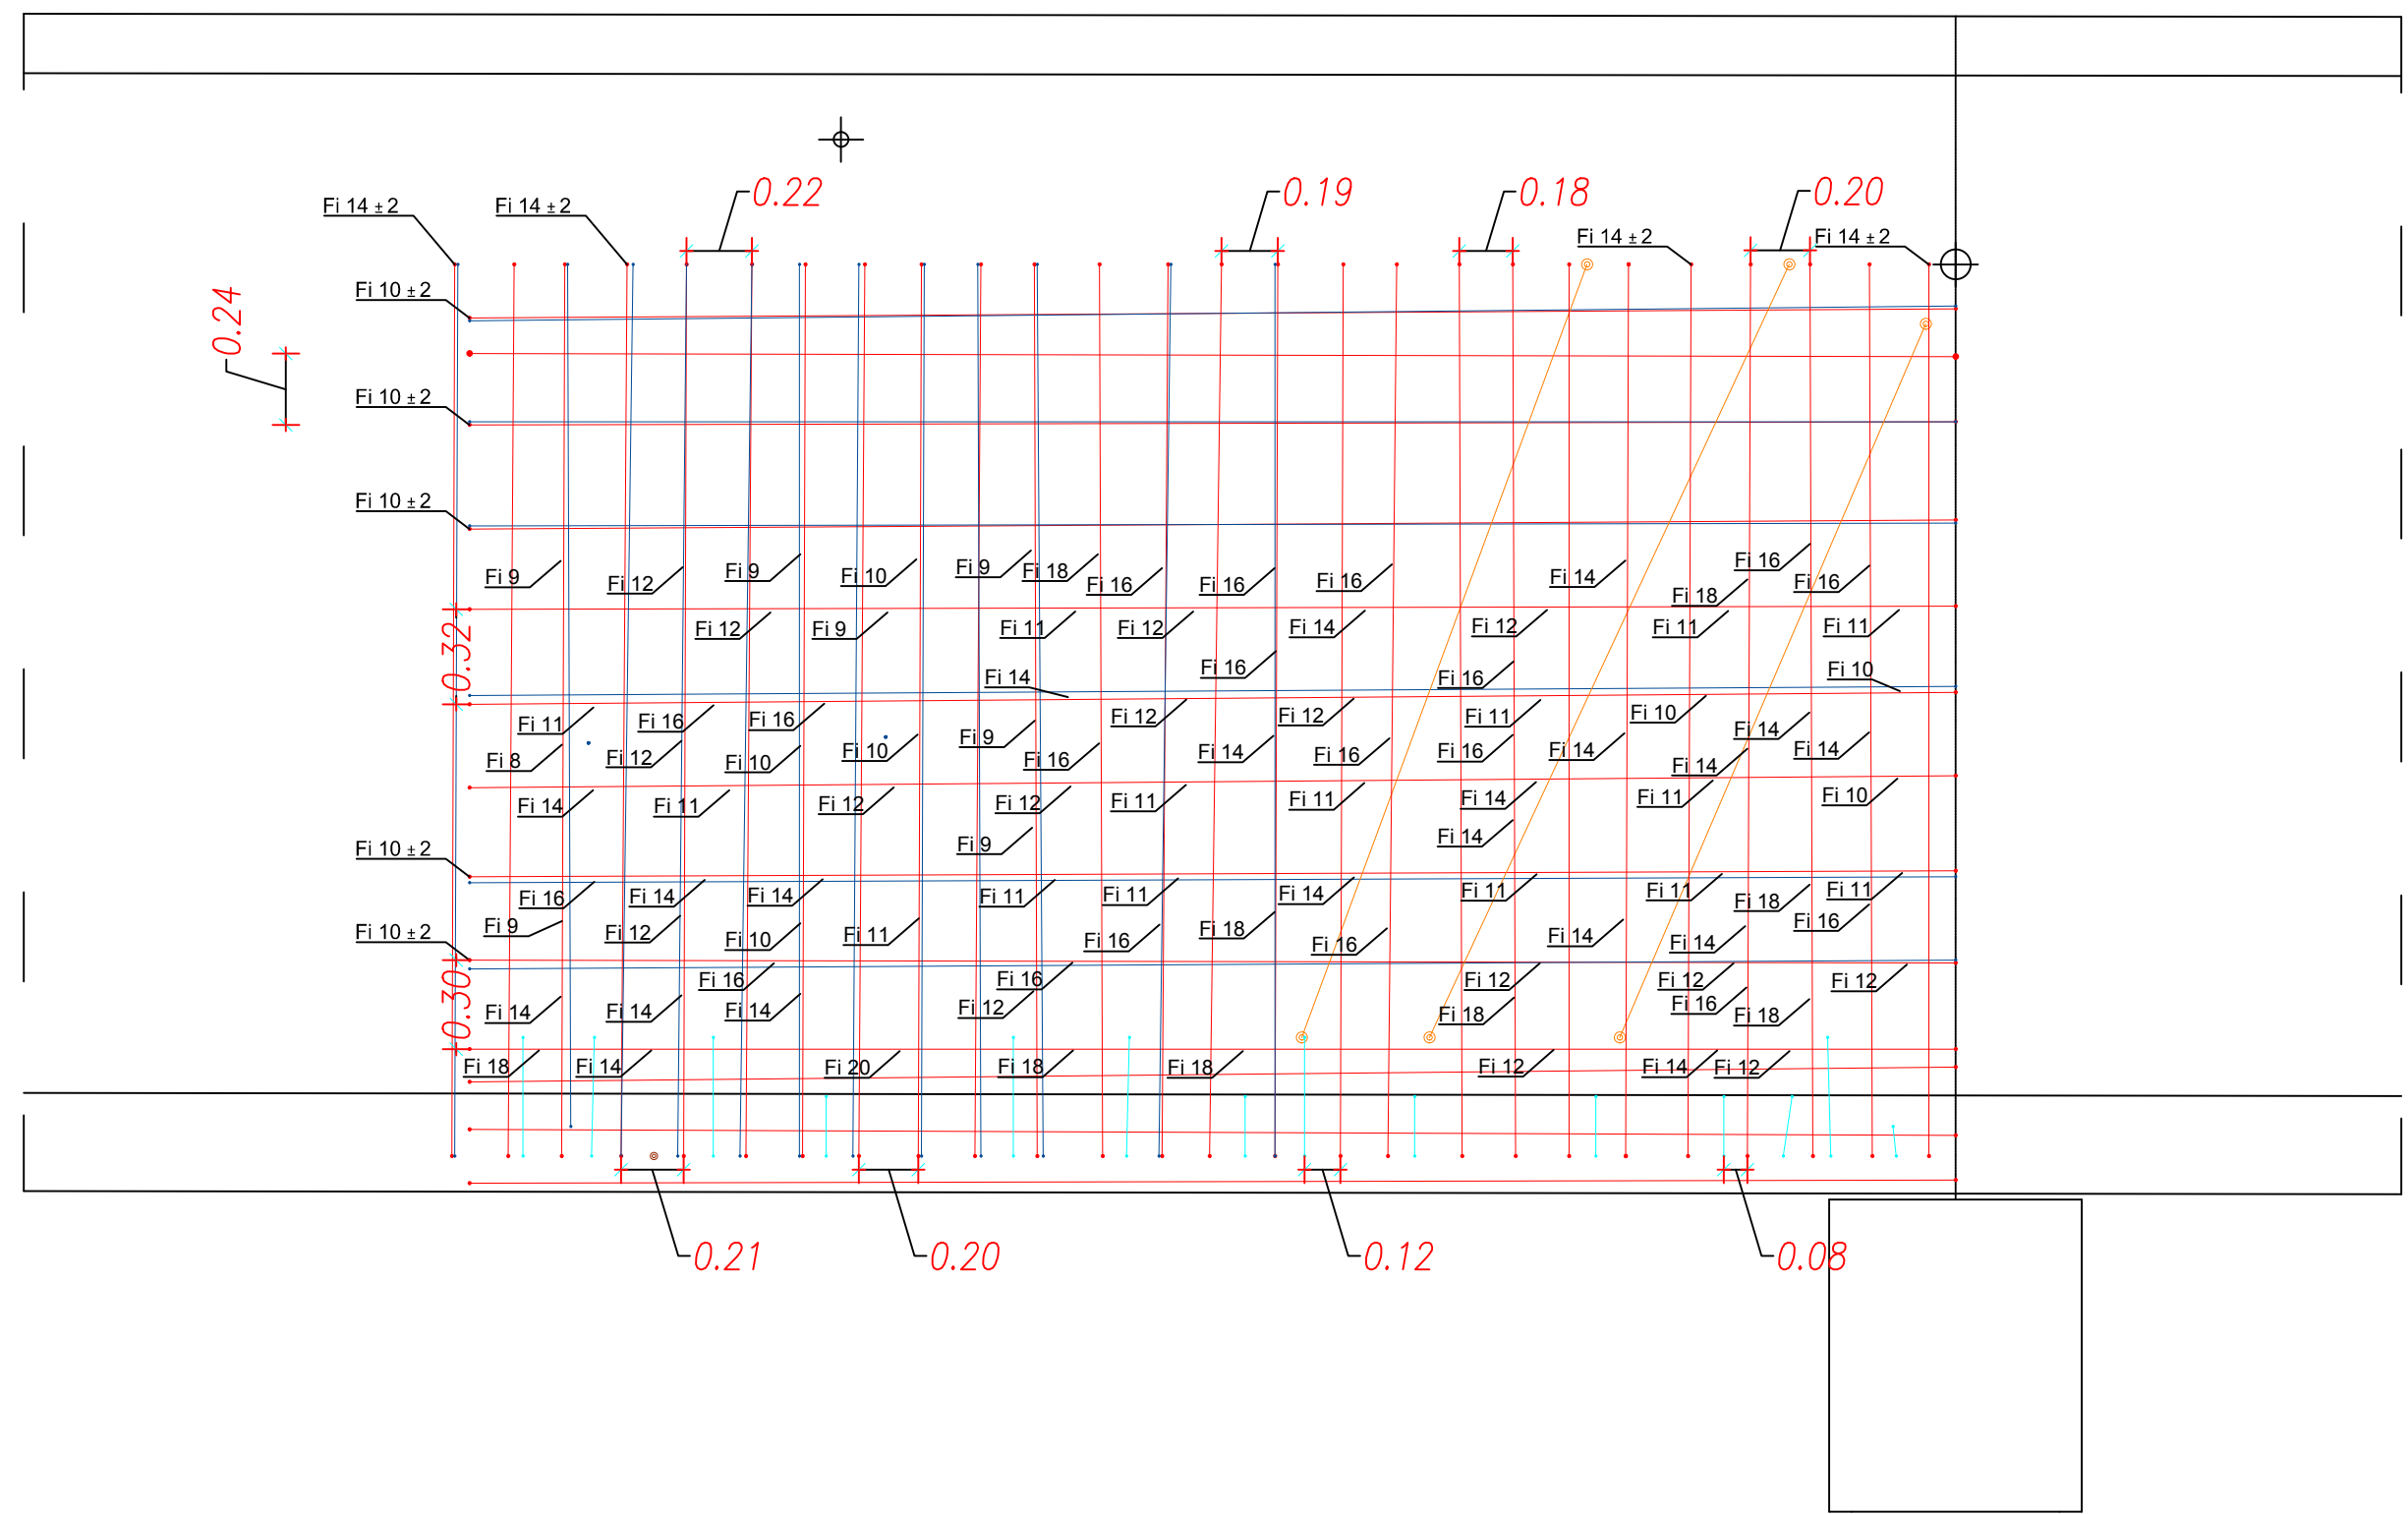 0.22 0.19 0.18 0.20
Fi 14 ±2 Fi 14 ±2 Fi 14 ±2 Fi 14 ±2
Fi 10 ±2
0.24
Fi 10 ±2
Fi 10 ±2
Fi 9 Fi 12 Fi 9 Fi 10 Fi 9 Fi 18 Fi 16 Fi 16 Fi 16 Fi 14 Fi 18 Fi 16 Fi 16
0.32
Fi 12 Fi 9 Fi 11 Fi 12 Fi 14 Fi 12 Fi 11 Fi 11
Fi 14 Fi 16 Fi 16 Fi 10
Fi 11 Fi 16 Fi 16 Fi 12 Fi 12 Fi 11 Fi 10
Fi 8 Fi 12 Fi 10 Fi 10 Fi 9 Fi 16 Fi 14 Fi 16 Fi 16 Fi 14 Fi 14 Fi 14 Fi 14
Fi 14 Fi 11 Fi 12 Fi 12 Fi 11 Fi 11 Fi 14 Fi 11 Fi 10
Fi 10 ±2 Fi 9 Fi 14
Fi 16 Fi 14 Fi 14 Fi 11 Fi 11 Fi 14 Fi 11 Fi 11 Fi 18 Fi 11
Fi 10 ±2 Fi 9 Fi 12 Fi 10 Fi 11 Fi 16 Fi 18 Fi 16 Fi 14 Fi 14 Fi 16
0.30
Fi 16 Fi 16 Fi 12 Fi 12 Fi 12
Fi 14 Fi 14 Fi 14 Fi 12 Fi 18 Fi 16 Fi 18
Fi 18 Fi 14 Fi 20 Fi 18 Fi 18 Fi 12 Fi 14 Fi 12
0.21 0.20 0.12 0.08